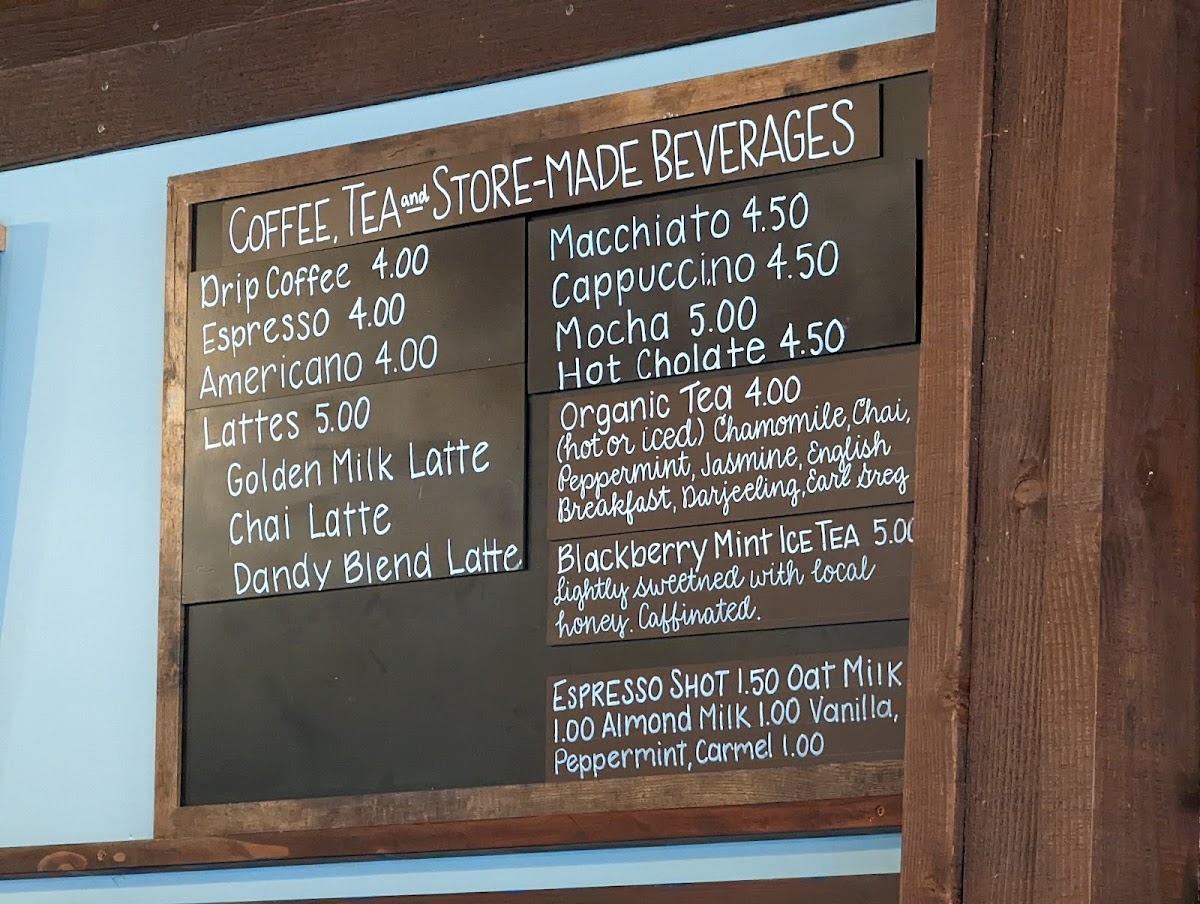 COFFEE, TEA and STORE-MADE BEVERAGES
Drip Coffee 4.00
Espresso 4.00
Americano 4.00
Lattes 5.00
Golden Milk Latte
Chai Latte
Dandy Blend Latte
Macchiato 4.50
Cappuccino 4.50
Mocha 5.00
Hot Cholate 4.50
Organic Tea 4.00
(hot or iced) Chamomile, Chai,
Peppermint, Jasmine, English
Breakfast, Darjeeling, Earl Greg
Blackberry Mint ICE TEA 5.00
Lightly sweetned with local
honey. Caffinated.
ESPRESSO SHOT 1.50 Oat Milk
1.00 Almond Milk 1.00 Vanilla,
Peppermint, Carmel 1.00